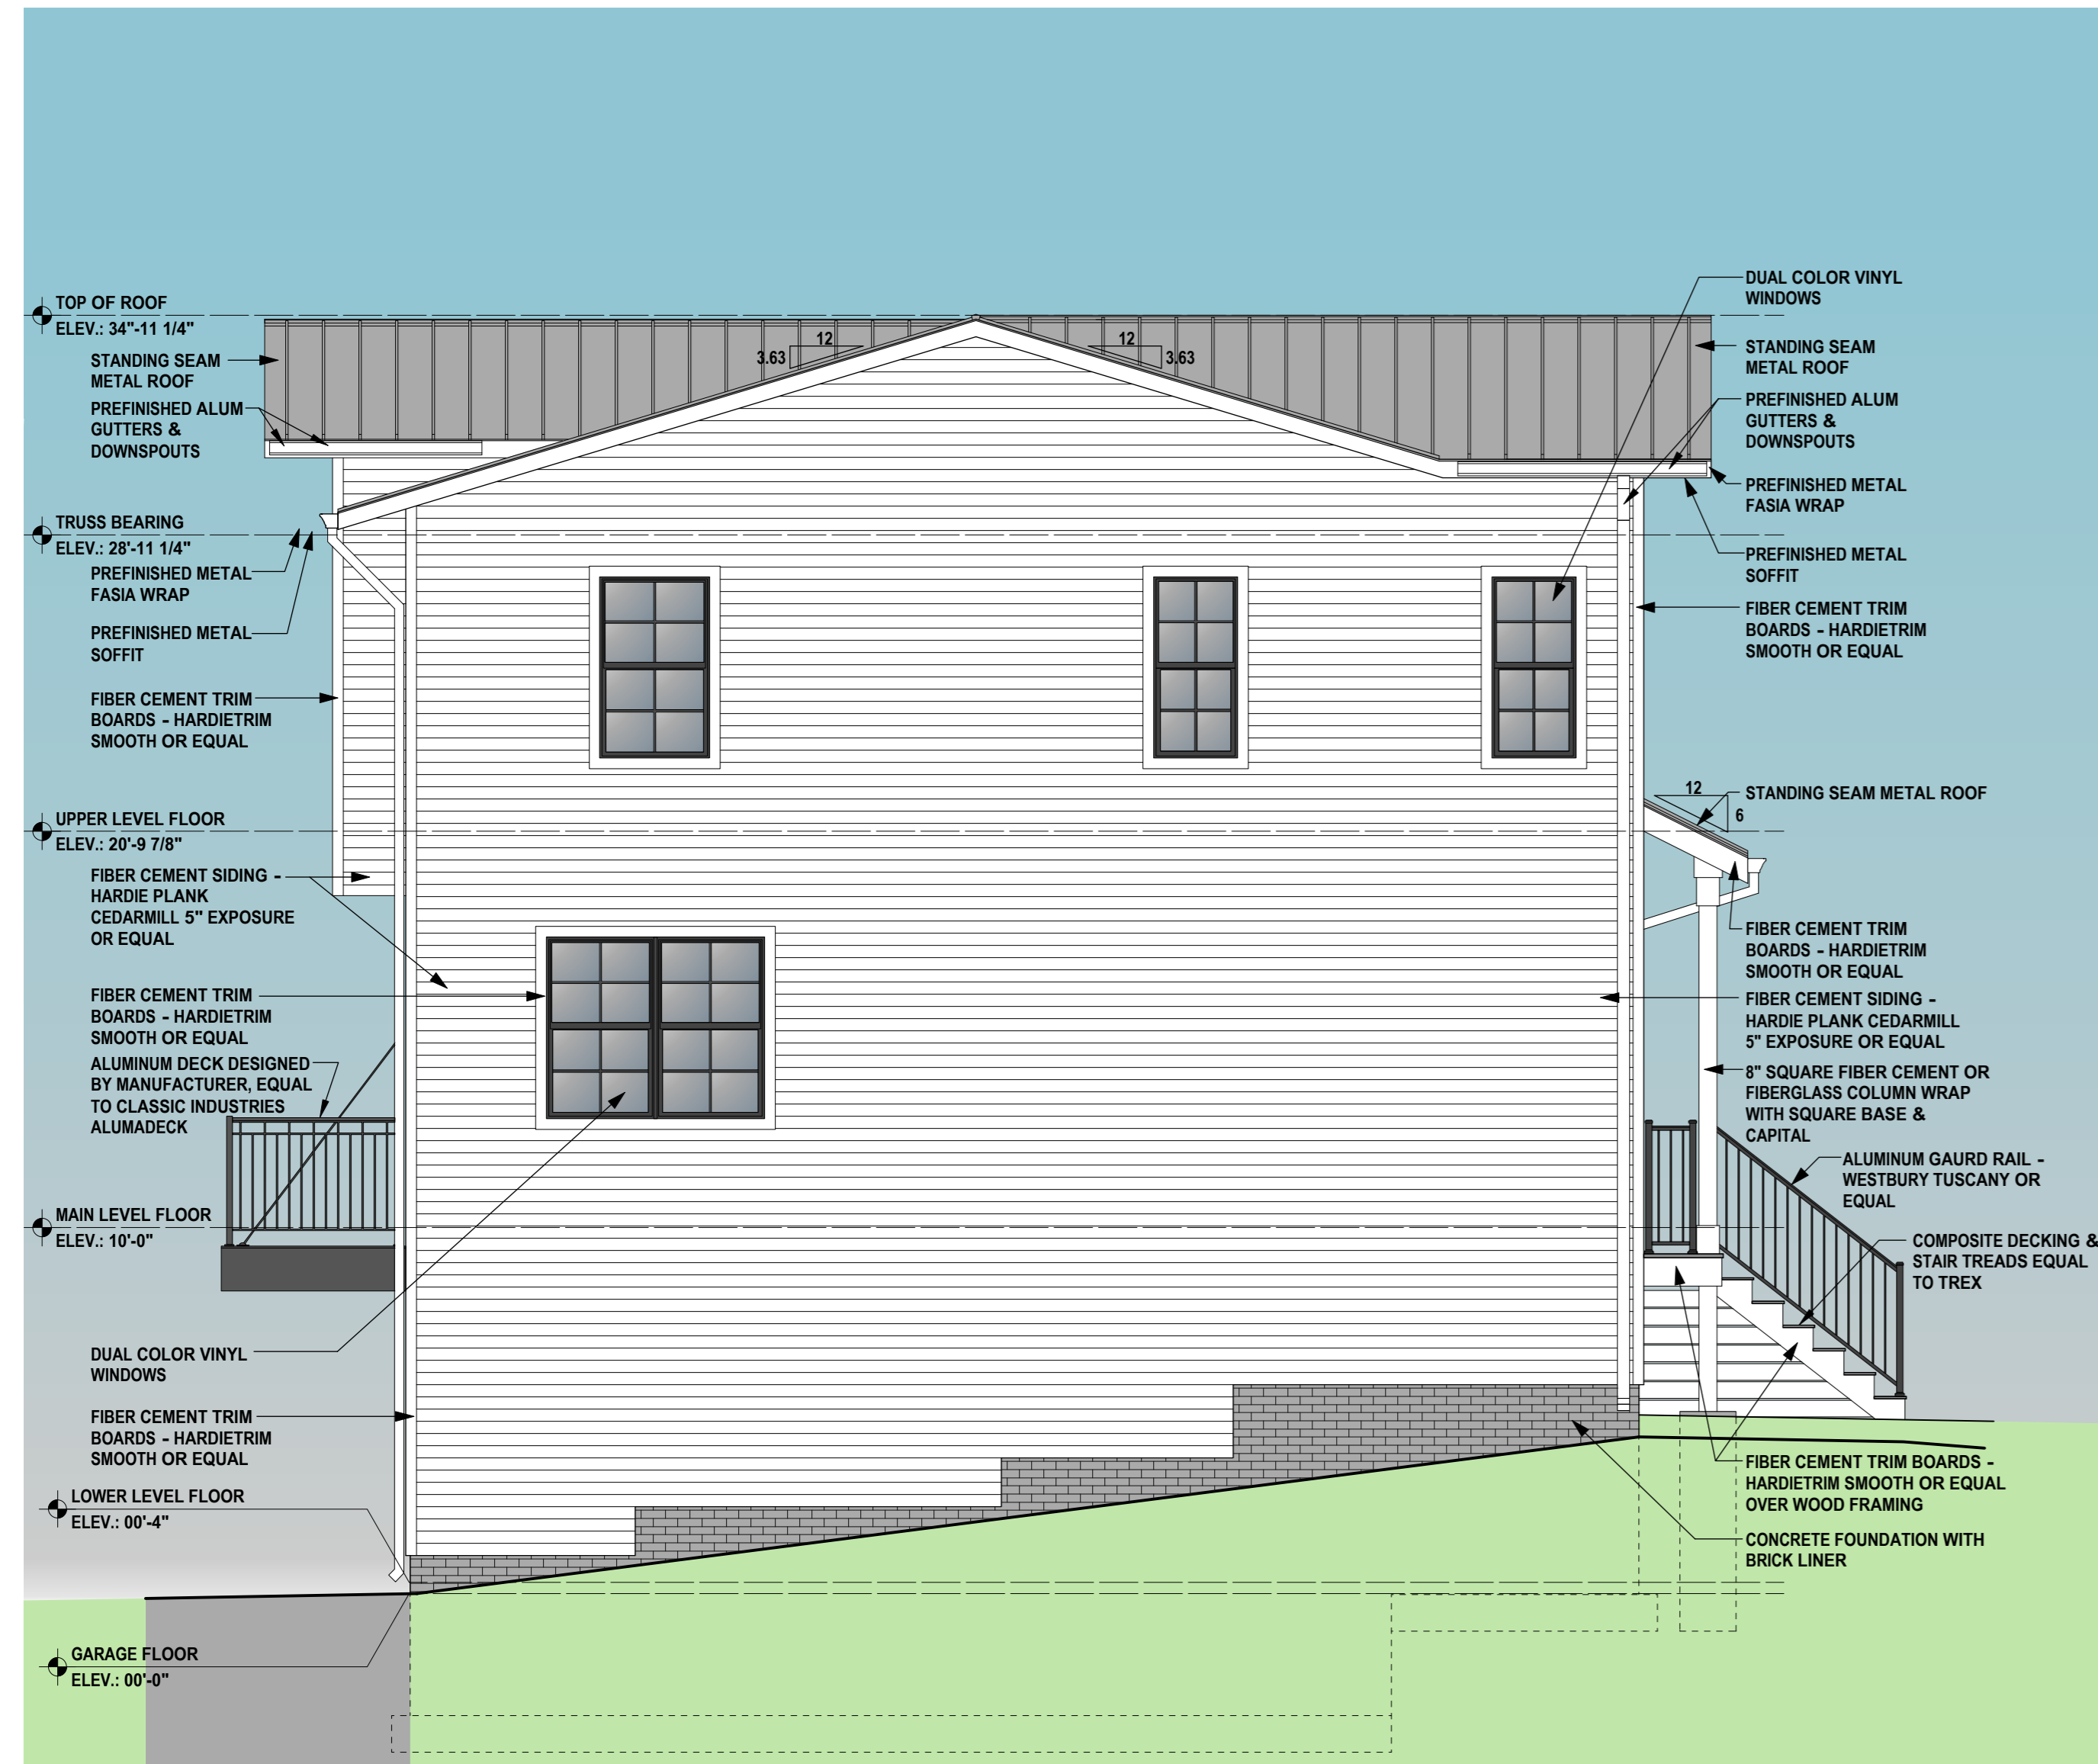 TOP OF ROOF
ELEV.: 34"-11 1/4"
STANDING SEAM
METAL ROOF
PREFINISHED ALUM
GUTTERS &
DOWNSPOUTS
TRUSS BEARING
ELEV.: 28'-11 1/4"
PREFINISHED METAL
FASIA WRAP
PREFINISHED METAL
SOFFIT
FIBER CEMENT TRIM
BOARDS - HARDIETRIM
SMOOTH OR EQUAL
UPPER LEVEL FLOOR
ELEV.: 20'-9 7/8"
FIBER CEMENT SIDING -
HARDIE PLANK
CEDARMILL 5" EXPOSURE
OR EQUAL
FIBER CEMENT TRIM
BOARDS - HARDIETRIM
SMOOTH OR EQUAL
ALUMINUM DECK DESIGNED
BY MANUFACTURER, EQUAL
TO CLASSIC INDUSTRIES
ALUMADECK
MAIN LEVEL FLOOR
ELEV.: 10'-0"
DUAL COLOR VINYL
WINDOWS
FIBER CEMENT TRIM
BOARDS - HARDIETRIM
SMOOTH OR EQUAL
LOWER LEVEL FLOOR
ELEV.: 00'-4"
GARAGE FLOOR
ELEV.: 00'-0"
12
3.63
12
3.63
DUAL COLOR VINYL
WINDOWS
STANDING SEAM
METAL ROOF
PREFINISHED ALUM
GUTTERS &
DOWNSPOUTS
PREFINISHED METAL
FASIA WRAP
PREFINISHED METAL
SOFFIT
FIBER CEMENT TRIM
BOARDS - HARDIETRIM
SMOOTH OR EQUAL
12
6
STANDING SEAM METAL ROOF
FIBER CEMENT TRIM
BOARDS - HARDIETRIM
SMOOTH OR EQUAL
FIBER CEMENT SIDING -
HARDIE PLANK CEDARMILL
5" EXPOSURE OR EQUAL
8" SQUARE FIBER CEMENT OR
FIBERGLASS COLUMN WRAP
WITH SQUARE BASE &
CAPITAL
ALUMINUM GAURD RAIL -
WESTBURY TUSCANY OR
EQUAL
COMPOSITE DECKING &
STAIR TREADS EQUAL
TO TREX
FIBER CEMENT TRIM BOARDS -
HARDIETRIM SMOOTH OR EQUAL
OVER WOOD FRAMING
CONCRETE FOUNDATION WITH
BRICK LINER